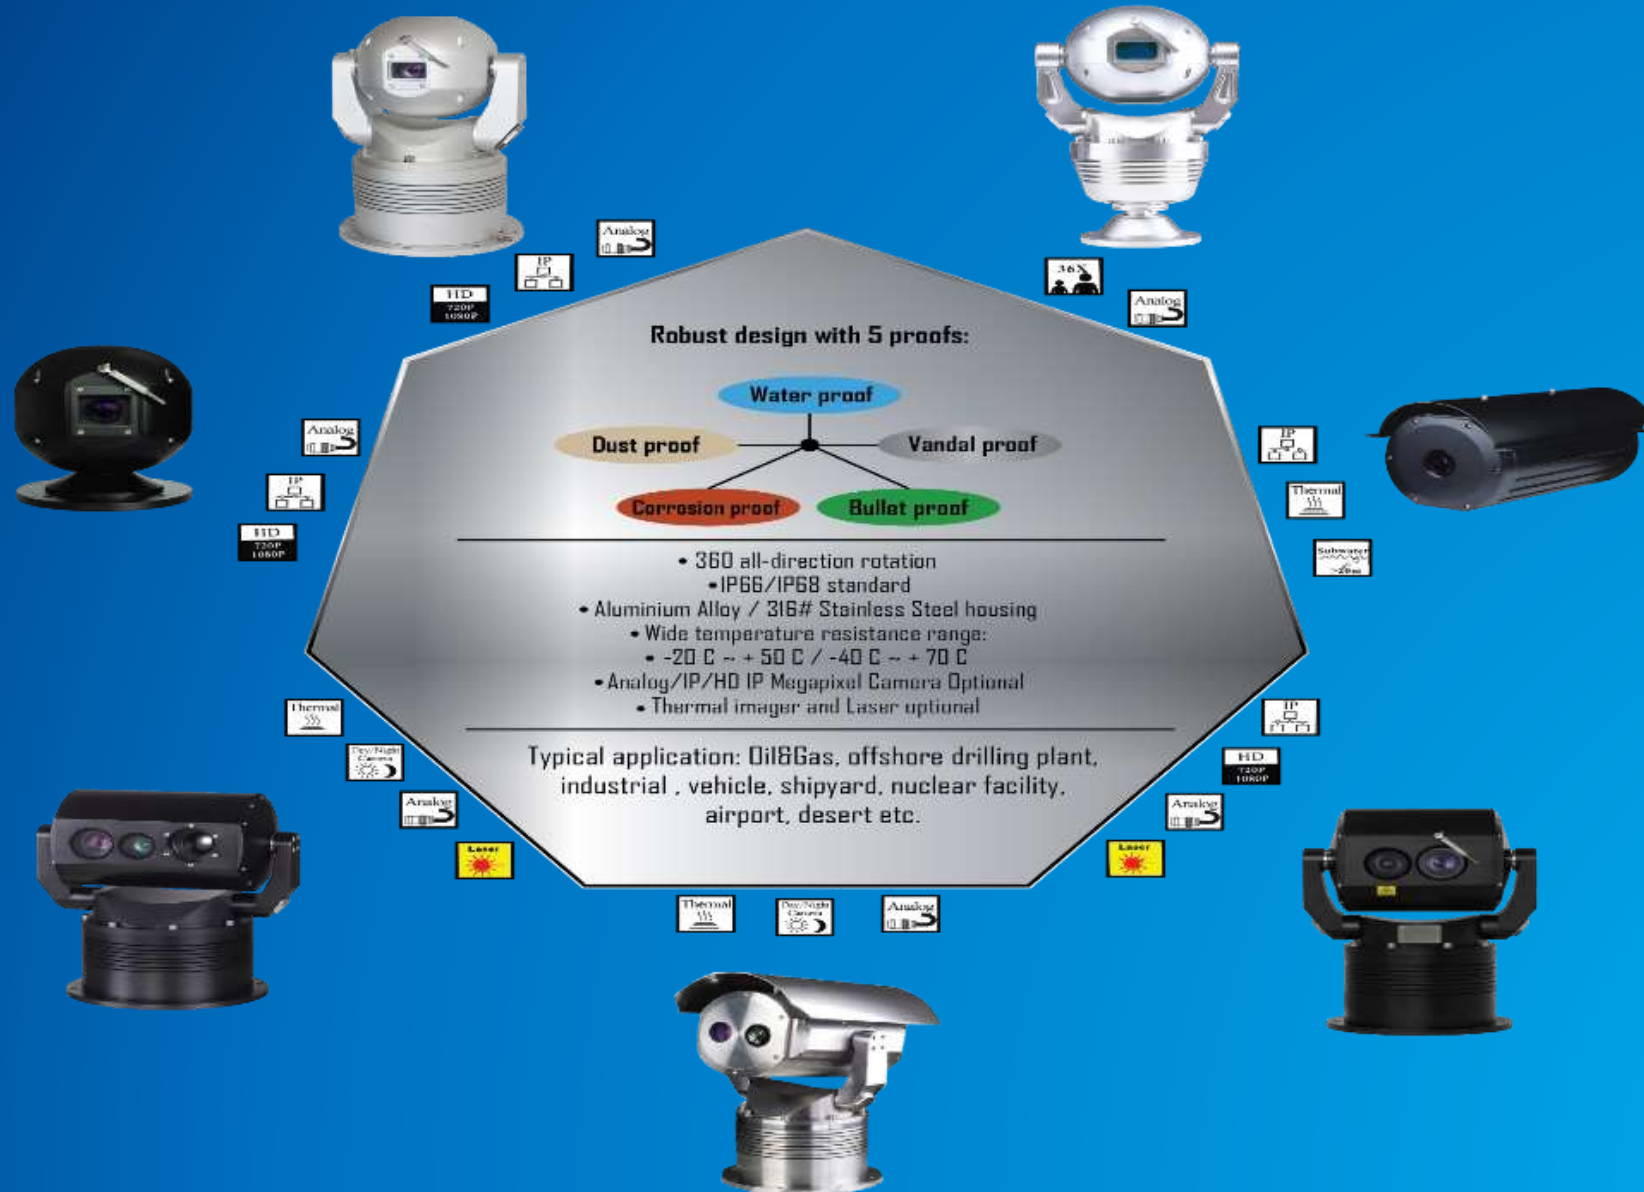 Analog
IP
HD
720P
1080P
36X
Analog
Robust design with 5 proofs:
Water proof
Dust proof
Vandal proof
Corrosion proof
Bullet proof
Analog
IP
HD
720P
1080P
IP
Thermal
Subwater
>20m
• 360 all-direction rotation
•IP66/IP68 standard
• Aluminium Alloy / 316# Stainless Steel housing
• Wide temperature resistance range:
• -20 C ~ + 50 C / -40 C ~ + 70 C
•Analog/IP/HD IP Megapixel Camera Optional
• Thermal imager and Laser optional
Typical application: Oil&Gas, offshore drilling plant,
industrial , vehicle, shipyard, nuclear facility,
airport, desert etc.
Thermal
Day/Night
Camera
Analog
Laser
IP
HD
720P
1080P
Analog
Laser
Thermal
Day/Night
Camera
Analog